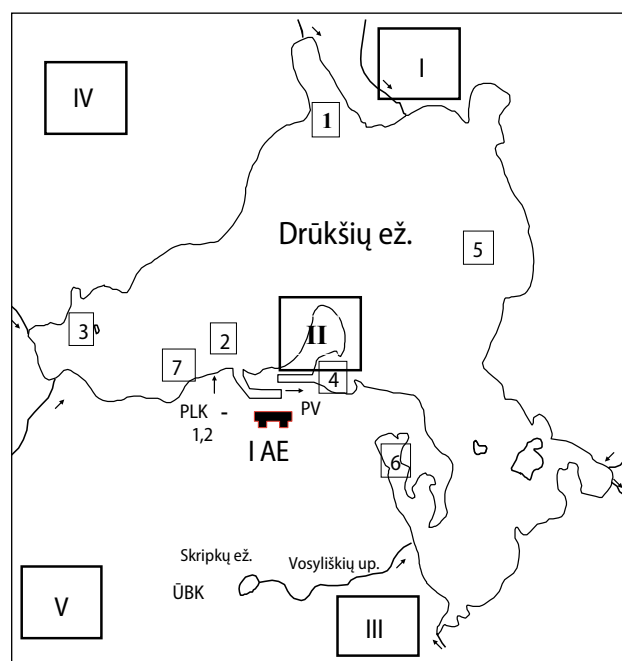 I
IV
1
Drūkšių ež.
5
II
3
2
7
4
PLK -
1,2
PV
I AE
6
Skripkų ež.
Vosyliškių up.
ŪBK
V
III